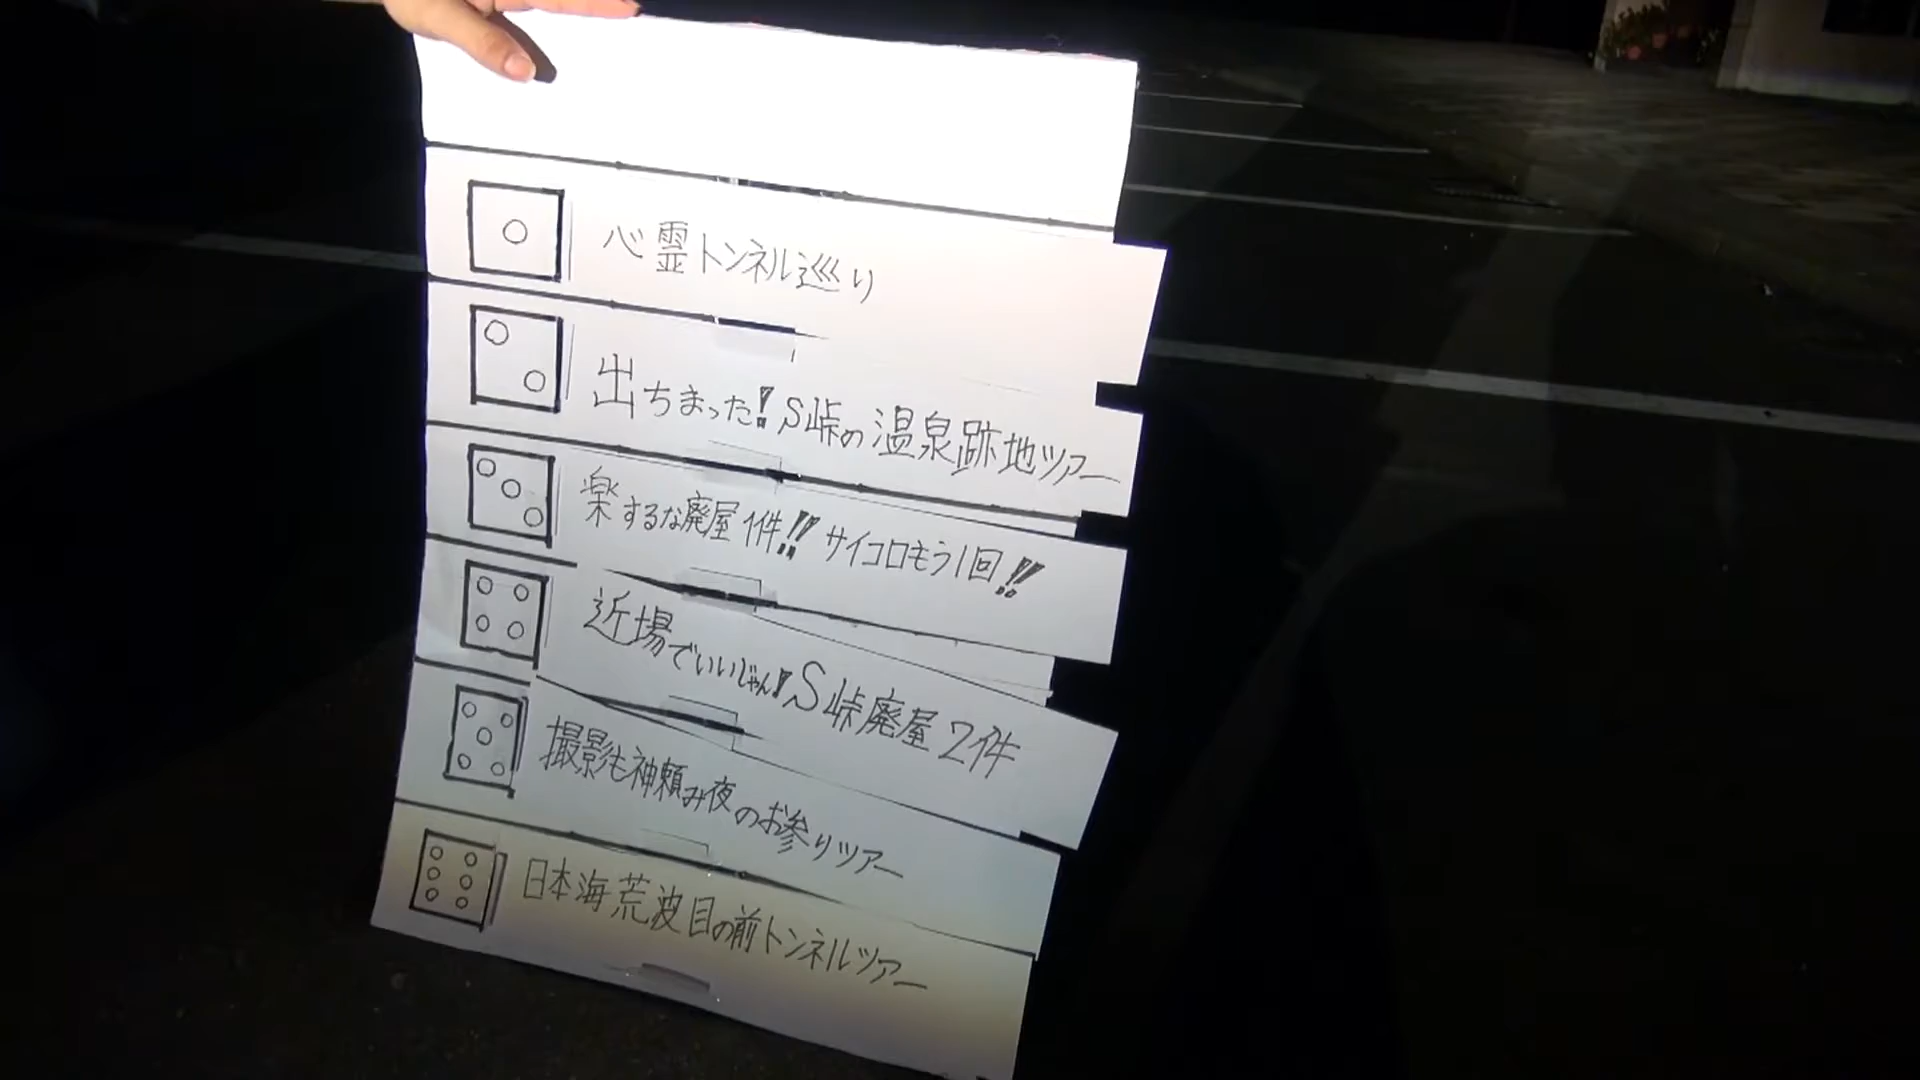 心霊トンネル巡り
出ちまった!S峠の温泉跡地ツアー
楽するな廃屋1件!!サイコロもう1回!!
近場でいいじゃん!S峠廃屋2件
撮影も神頼み夜のお参りツアー
日本海荒波目の前トンネルツアー